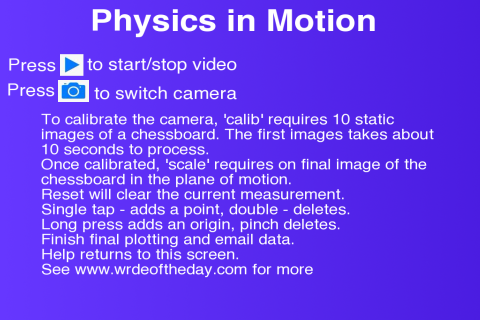 Physics in Motion
Press to start/stop video
Press to switch camera
To calibrate the camera, 'calib' requires 10 static
images of a chessboard. The first images takes about
10 seconds to process.
Once calibrated, 'scale' requires on final image of the
chessboard in the plane of motion.
Reset will clear the current measurement.
Single tap - adds a point, double - deletes.
Long press adds an origin, pinch deletes.
Finish final plotting and email data.
Help returns to this screen.
See www.wrdeoftheday.com for more